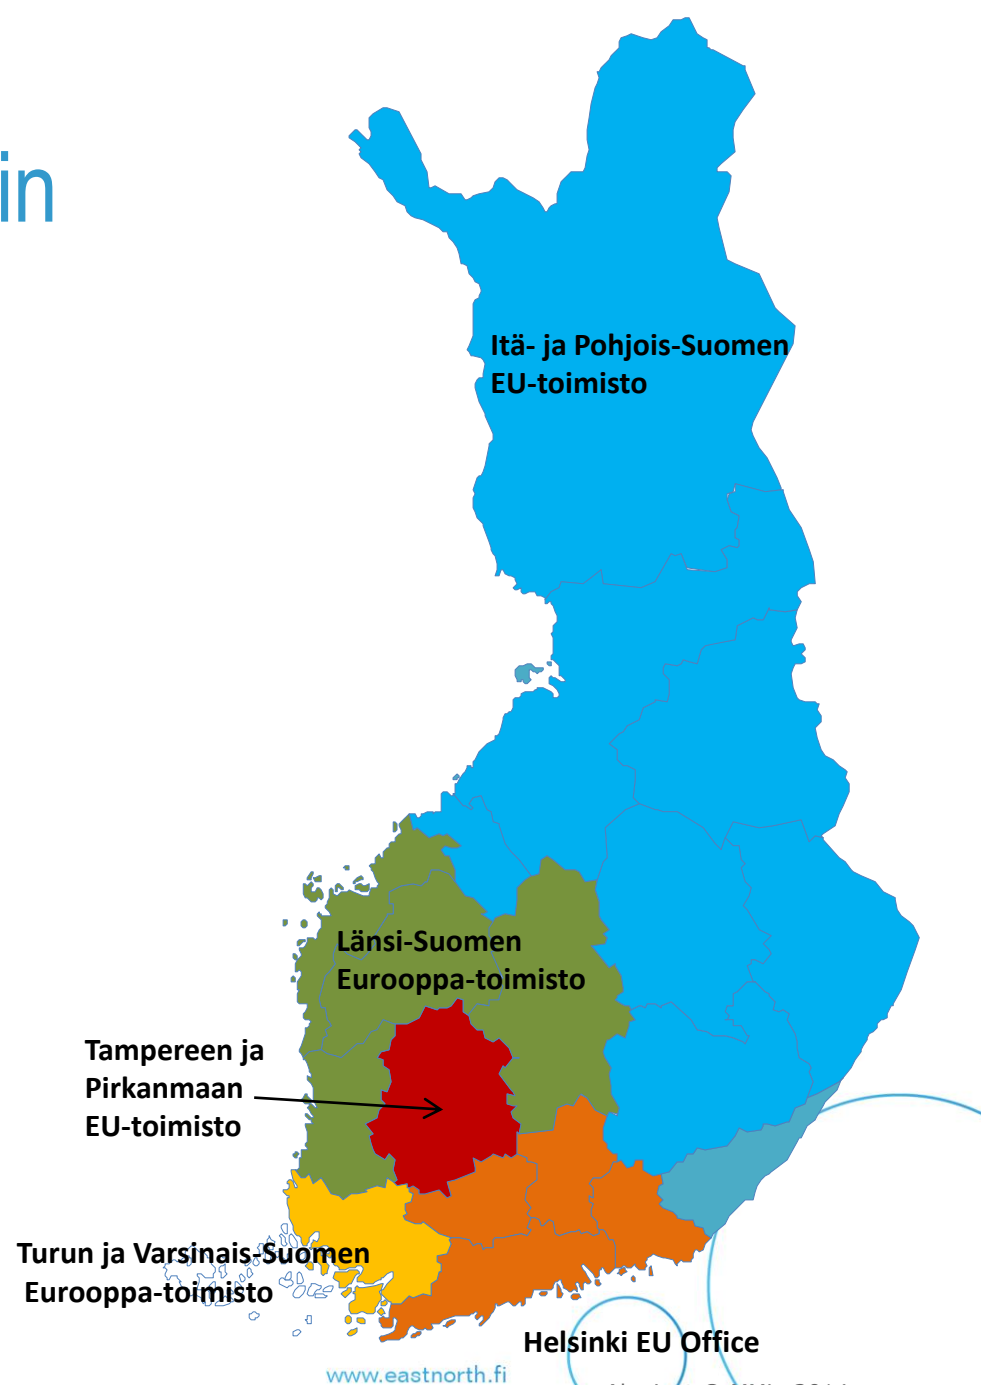 in
Itä- ja Pohjois-Suomen
EU-toimisto
Länsi-Suomen
Eurooppa-toimisto
Tampereen ja
Pirkanmaan
EU-toimisto
Turun ja Varsinais-Suomen
Eurooppa-toimisto
Helsinki EU Office
www.eastnorth.fi